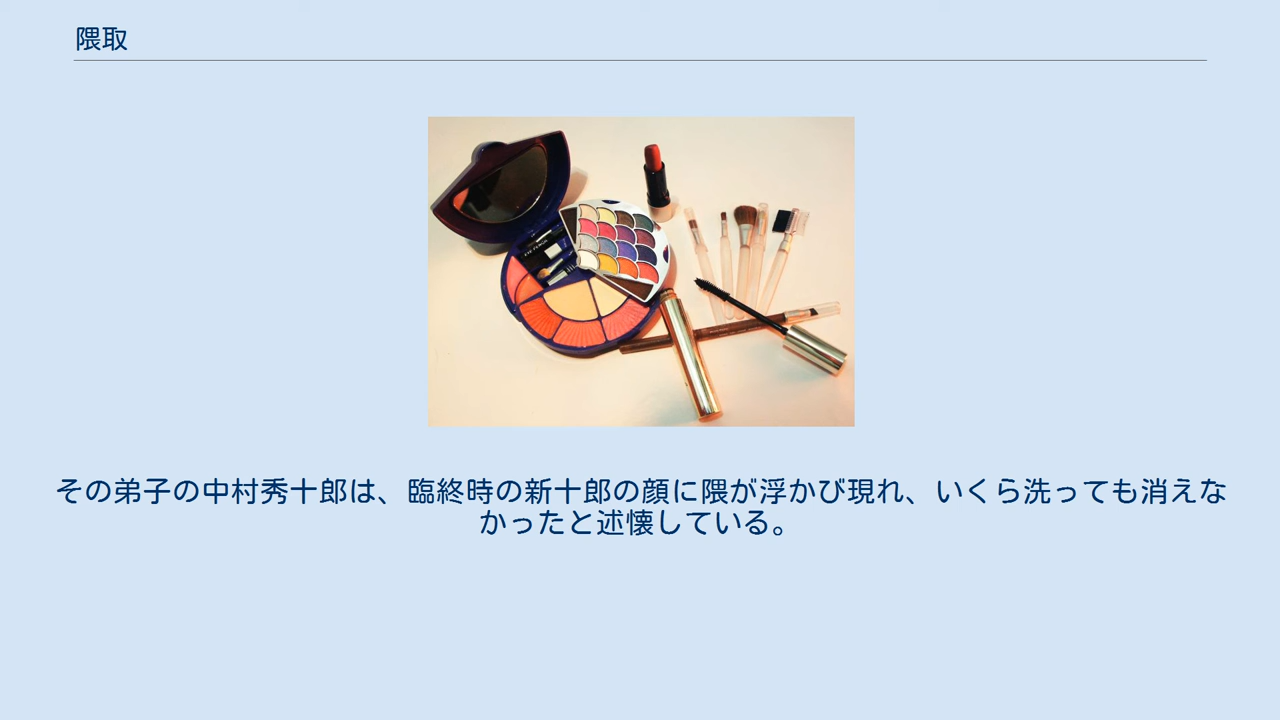 隈取
その弟子の中村秀十郎は、臨終時の新十郎の顔に隈が浮かび現れ、いくら洗っても消えな
かったと述懐している。